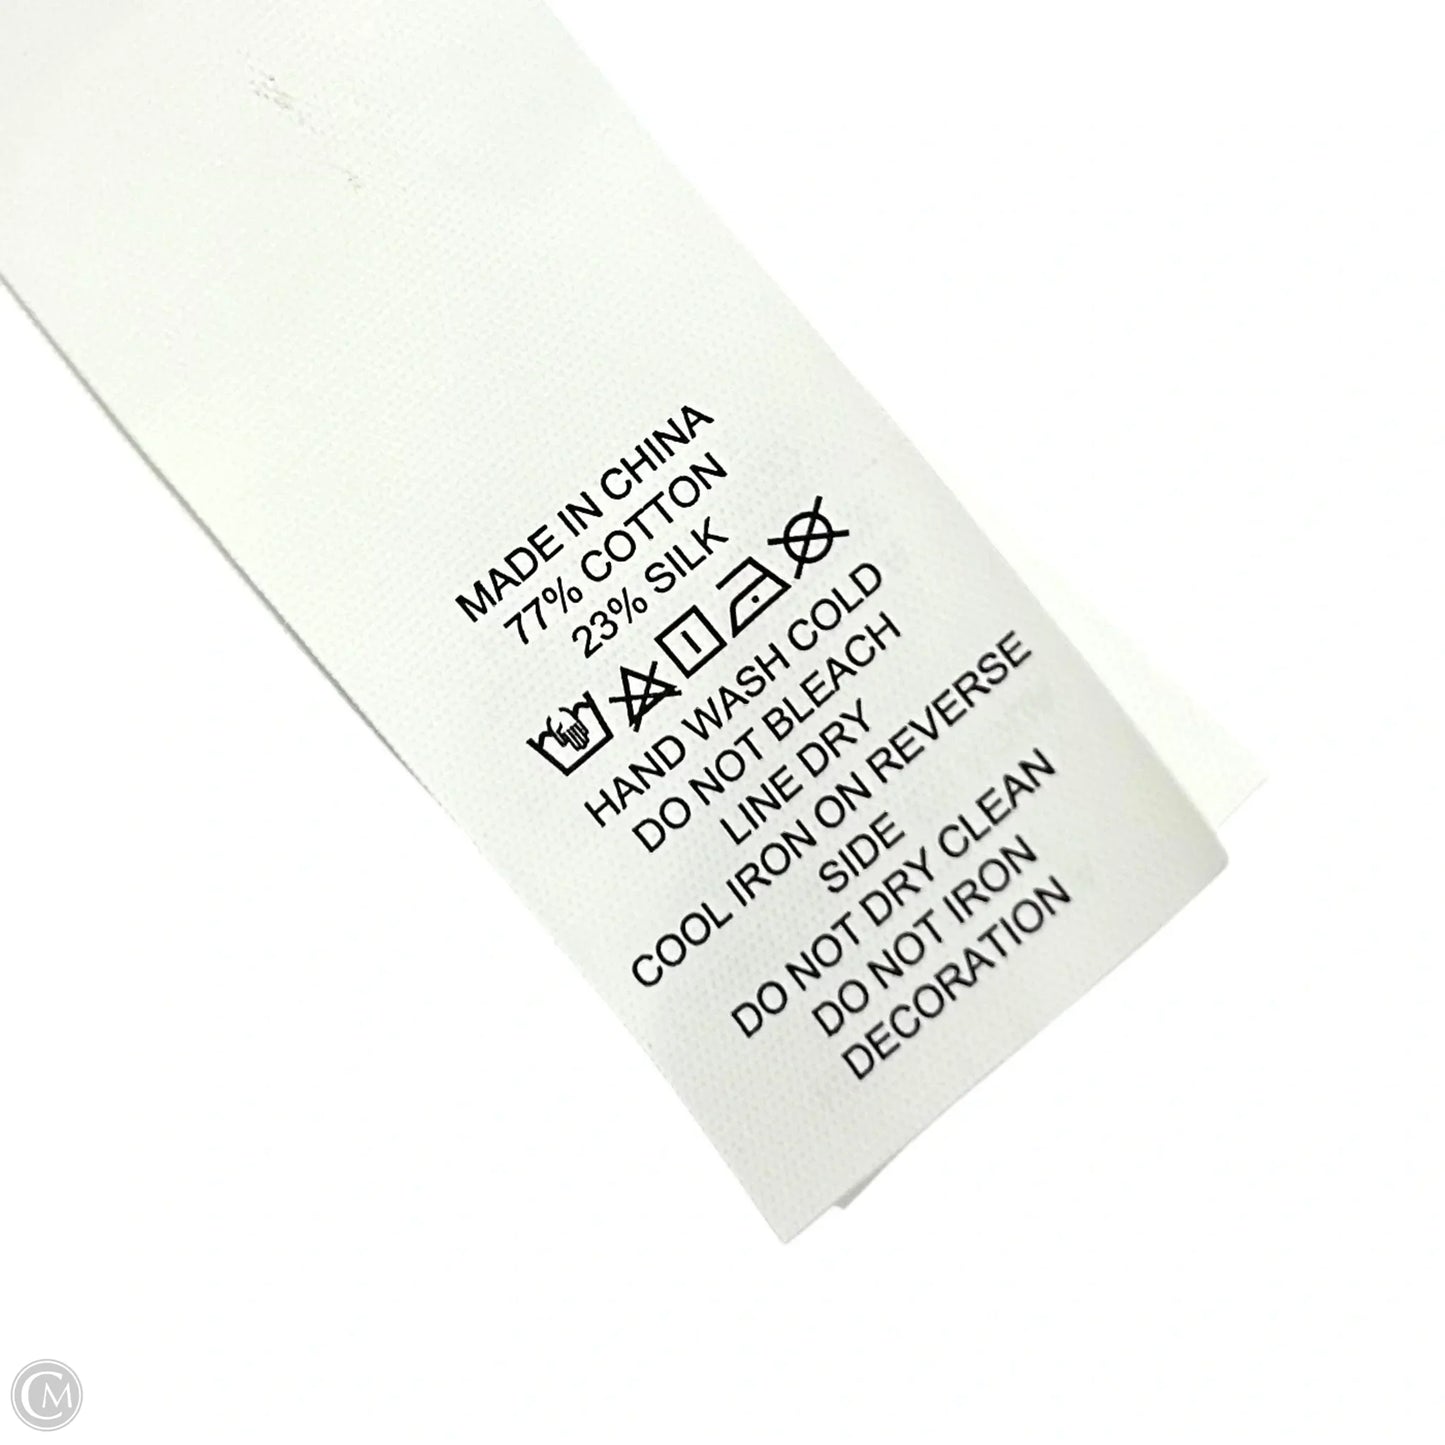 MADE IN CHINA
77% COTTON
23% SILK
HAND WASH COLD
DO NOT BLEACH
LINE DRY
COOL IRON ON REVERSE
SIDE
DO NOT DRY CLEAN
DO NOT IRON
DECORATION
CM